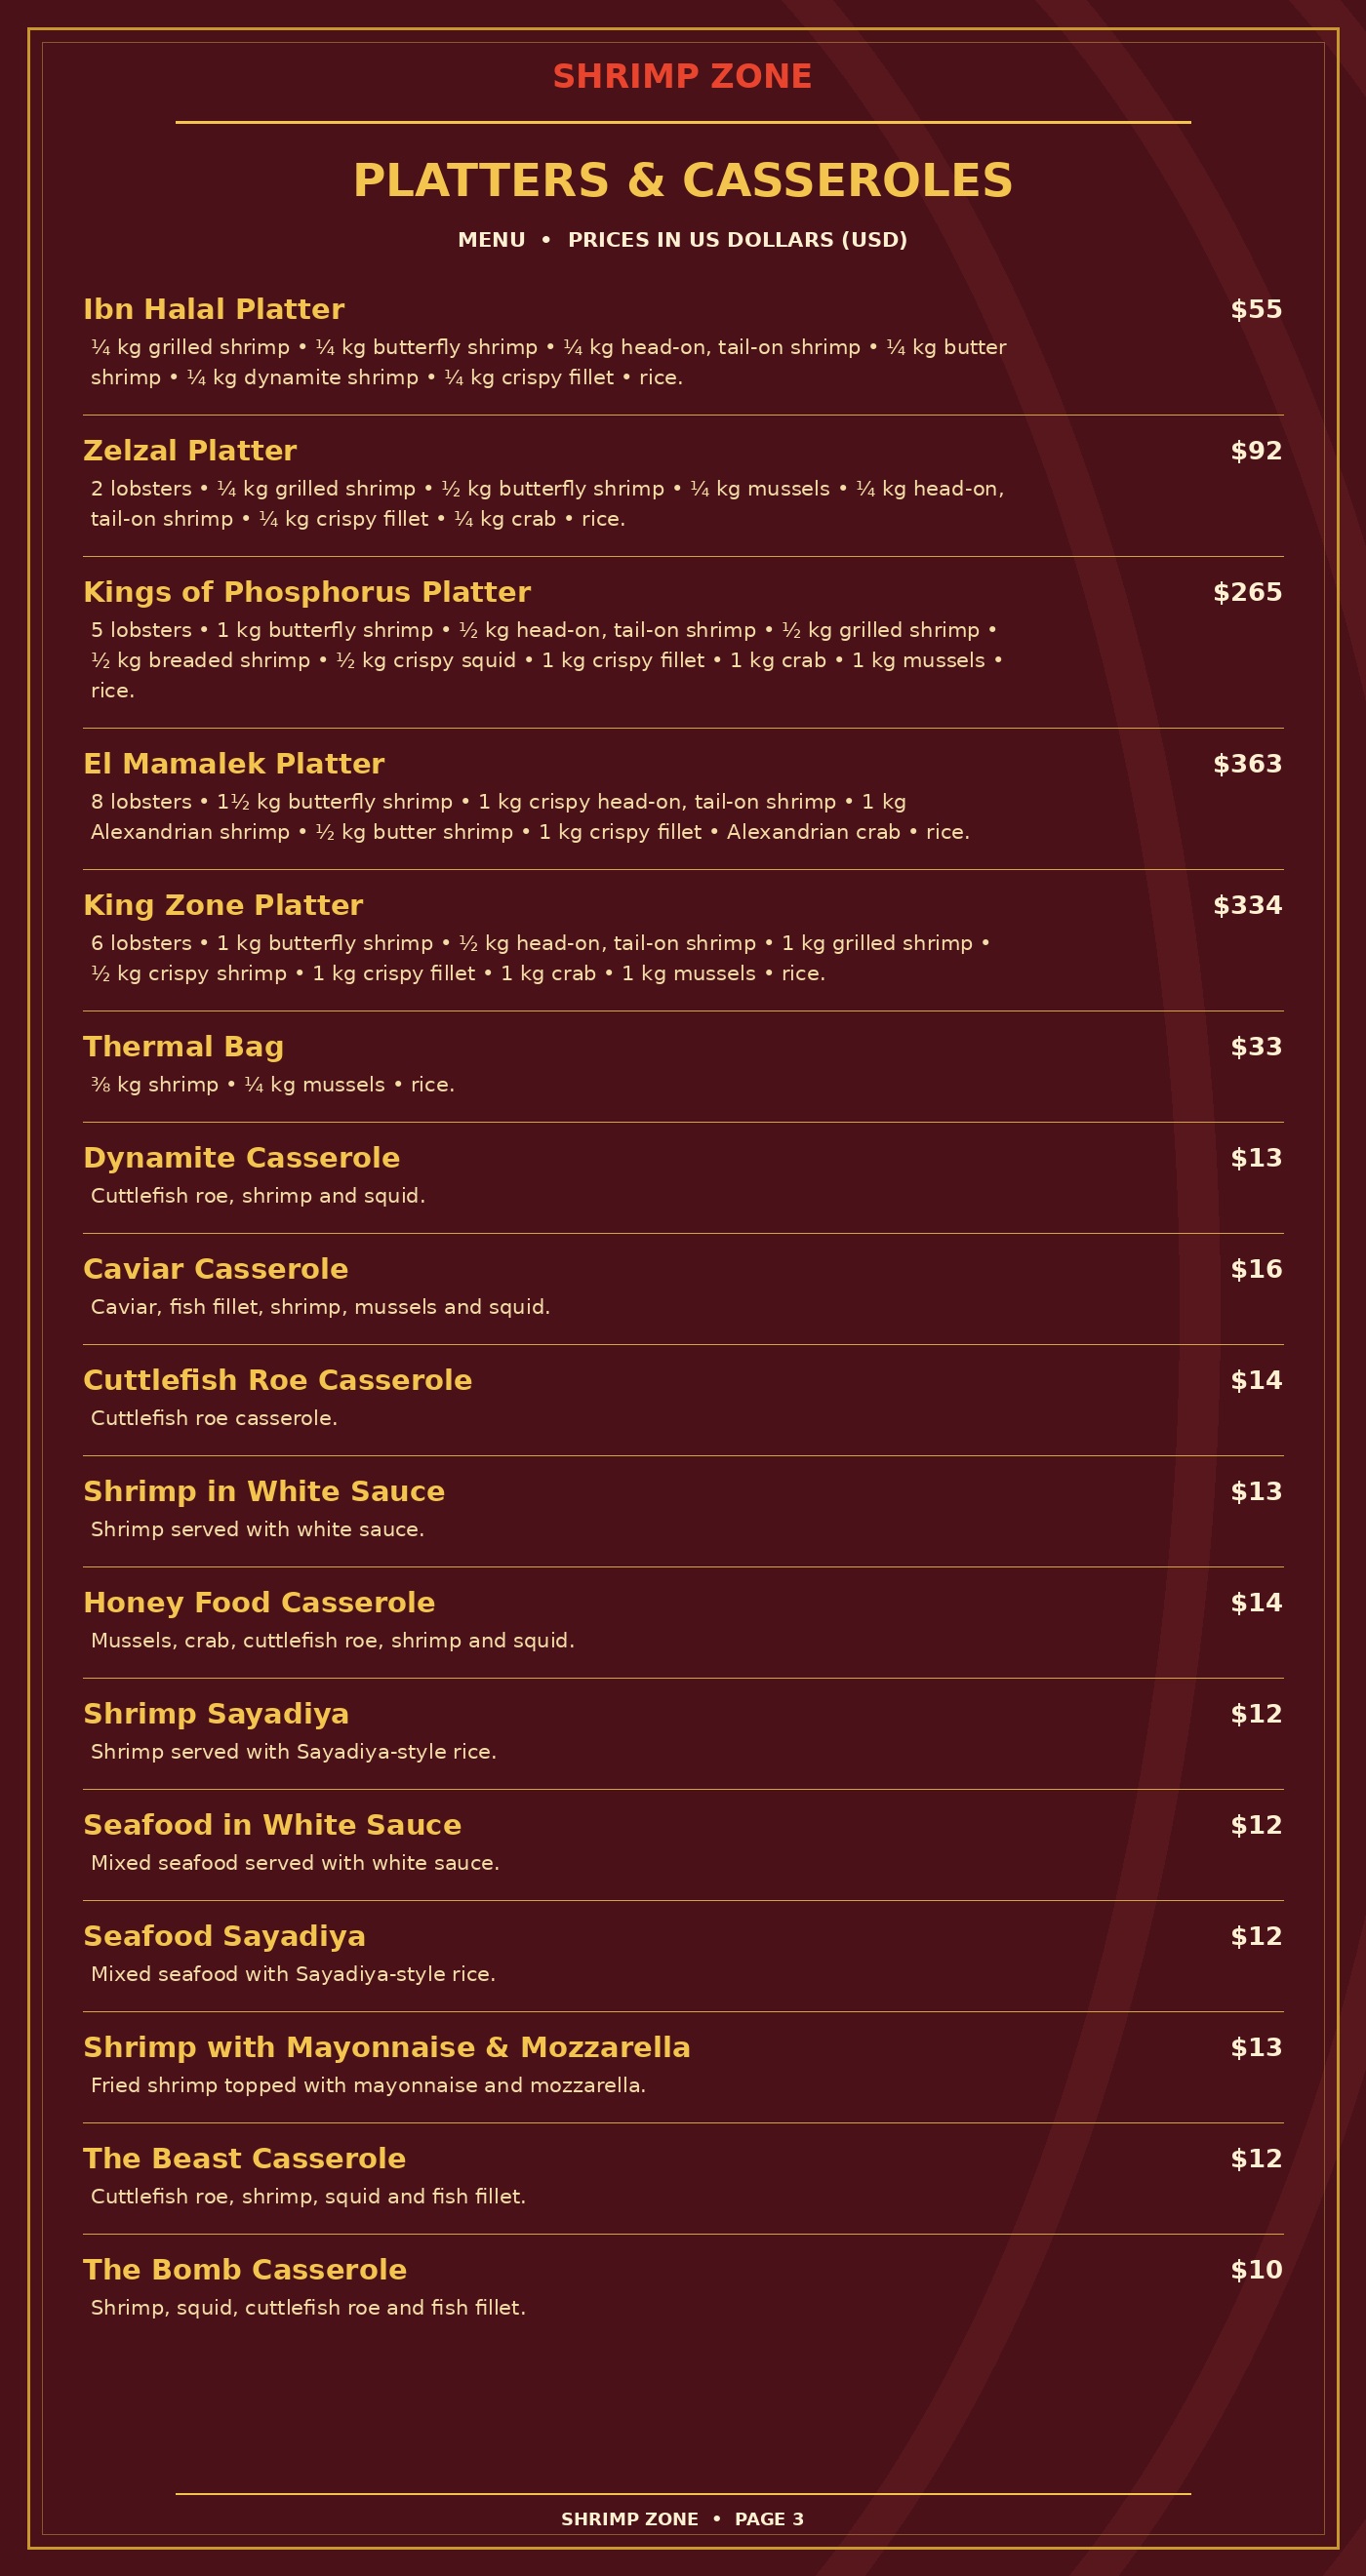 SHRIMP ZONE
PLATTERS & CASSEROLES
MENU • PRICES IN US DOLLARS (USD)
Ibn Halal Platter $55
¼ kg grilled shrimp • ¼ kg butterfly shrimp • ¼ kg head-on, tail-on shrimp • ¼ kg butter
shrimp • ¼ kg dynamite shrimp • ¼ kg crispy fillet • rice.
Zelzal Platter $92
2 lobsters • ¼ kg grilled shrimp • ½ kg butterfly shrimp • ¼ kg mussels • ¼ kg head-on,
tail-on shrimp • ¼ kg crispy fillet • ¼ kg crab • rice.
Kings of Phosphorus Platter $265
5 lobsters • 1 kg butterfly shrimp • ½ kg head-on, tail-on shrimp • ½ kg grilled shrimp •
½ kg breaded shrimp • ½ kg crispy squid • 1 kg crispy fillet • 1 kg crab • 1 kg mussels •
rice.
El Mamalek Platter $363
8 lobsters • 1½ kg butterfly shrimp • 1 kg crispy head-on, tail-on shrimp • 1 kg
Alexandrian shrimp • ½ kg butter shrimp • 1 kg crispy fillet • Alexandrian crab • rice.
King Zone Platter $334
6 lobsters • 1 kg butterfly shrimp • ½ kg head-on, tail-on shrimp • 1 kg grilled shrimp •
½ kg crispy shrimp • 1 kg crispy fillet • 1 kg crab • 1 kg mussels • rice.
Thermal Bag $33
⅜ kg shrimp • ¼ kg mussels • rice.
Dynamite Casserole $13
Cuttlefish roe, shrimp and squid.
Caviar Casserole $16
Caviar, fish fillet, shrimp, mussels and squid.
Cuttlefish Roe Casserole $14
Cuttlefish roe casserole.
Shrimp in White Sauce $13
Shrimp served with white sauce.
Honey Food Casserole $14
Mussels, crab, cuttlefish roe, shrimp and squid.
Shrimp Sayadiya $12
Shrimp served with Sayadiya-style rice.
Seafood in White Sauce $12
Mixed seafood served with white sauce.
Seafood Sayadiya $12
Mixed seafood with Sayadiya-style rice.
Shrimp with Mayonnaise & Mozzarella $13
Fried shrimp topped with mayonnaise and mozzarella.
The Beast Casserole $12
Cuttlefish roe, shrimp, squid and fish fillet.
The Bomb Casserole $10
Shrimp, squid, cuttlefish roe and fish fillet.
SHRIMP ZONE • PAGE 3